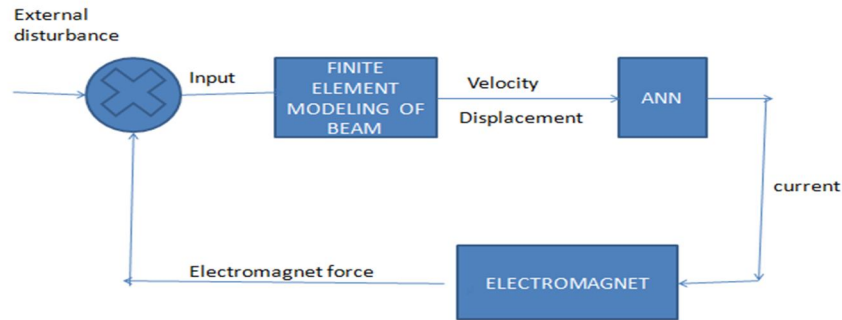 External
disturbance
Input
FINITE
ELEMENT
MODELING OF
BEAM
Velocity
Displacement
ANN
current
ELECTROMAGNET
Electromagnet force